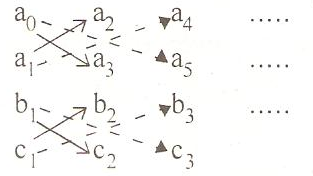 a₀ a₂ a₄ .....
a₁ a₃ a₅ .....
b₁ b₂ b₃ .....
c₁ c₂ c₃